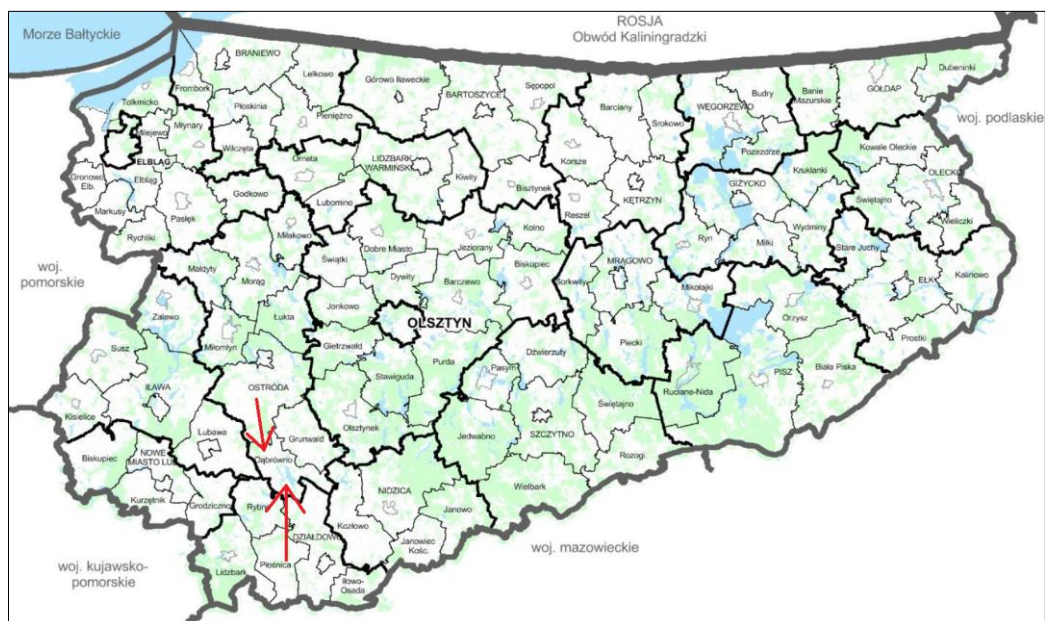 Morze Bałtyckie
ROSJA
Obwód Kaliningradzki
woj. podlaskie
woj.
pomorskie
woj. kujawsko-
pomorskie
woj. mazowieckie
BRANIEWO
Frombork
Lelkowo
Górowo Iławeckie
BARTOSZYCE
Sępopol
Barciany
WĘGORZEWO
Budry
Banie
Mazurskie
GOŁDAP
Dubeninki
Tolkmicko
Płoskinia
Pieniężno
Srokowo
Młynary
Milejewo
Wilczęta
ELBLĄG
Orneta
LIDZBARK
WARMIŃSKI
Kiwity
Korsze
Pozezdrze
Kowale Oleckie
Gronowo
Elb.
Elbląg
Godkowo
Bisztynek
KĘTRZYN
GIŻYCKO
Kruklanki
OLECKO
Świętajno
Markusy
Pasłęk
Lubomino
Reszel
Wieliczki
Rychliki
Miłakowo
Dobre Miasto
Jeziorany
Kolno
Ryn
Miłki
Wydminy
Stare Juchy
Małdyty
Morąg
Świątki
Dywity
Barczewo
Biskupiec
Sorkwity
MRĄGOWO
Mikołajki
EŁK
Kalinowo
Zalewo
Łukta
Jonkowo
OLSZTYN
Orzysz
Susz
Miłomłyn
Gietrzwałd
Purda
Pasym
Dźwierzuty
Piecki
PISZ
Biała Piska
Prostki
IŁAWA
OSTRÓDA
Stawiguda
Ruciane-Nida
Kisielice
Lubawa
Grunwald
Olsztynek
Jedwabno
SZCZYTNO
Świętajno
Dąbrówno
Rozogi
Biskupiec
NOWE
MIASTO LUB.
Kurzętnik
Grodziczno
Rybn
NIDZICA
Wielbark
Kozłowo
Janowo
DZIAŁDOWO
Janowiec
Kośc.
Lidzbark
Płośnica
Iłowo-
Osada